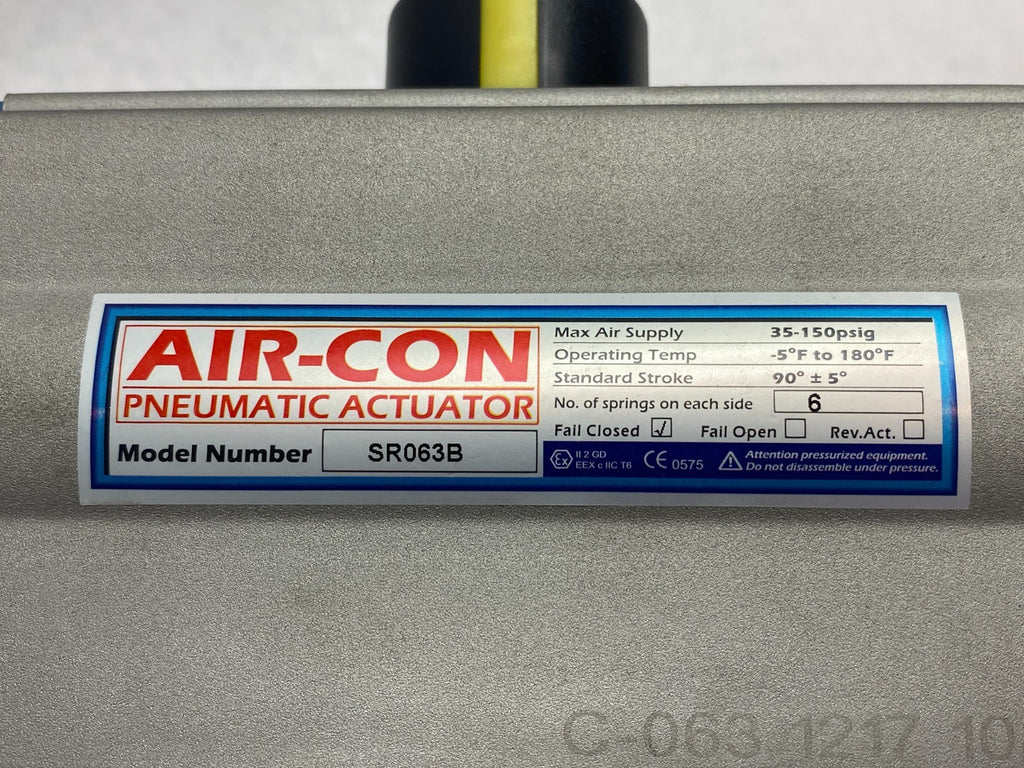 AIR-CON
PNEUMATIC ACTUATOR
Model Number SR063B
Max Air Supply 35-150psig
Operating Temp -5°F to 180°F
Standard Stroke 90° ± 5°
No. of springs on each side 6
Fail Closed ☑ Fail Open ☐ Rev.Act. ☐
Ex II 2 GD
EEX c IIC T6
CE 0575
Attention pressurized equipment.
Do not disassemble under pressure.
C-063 1217 10